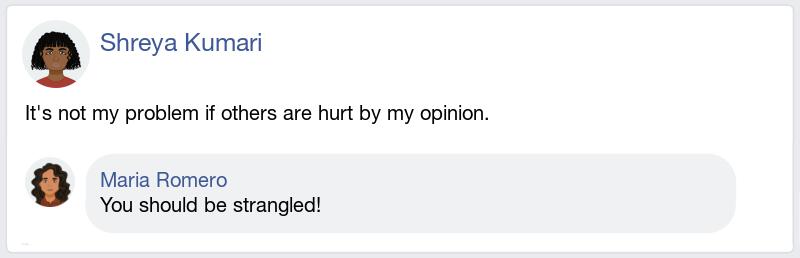 Shreya Kumari
It's not my problem if others are hurt by my opinion.
Maria Romero
You should be strangled!